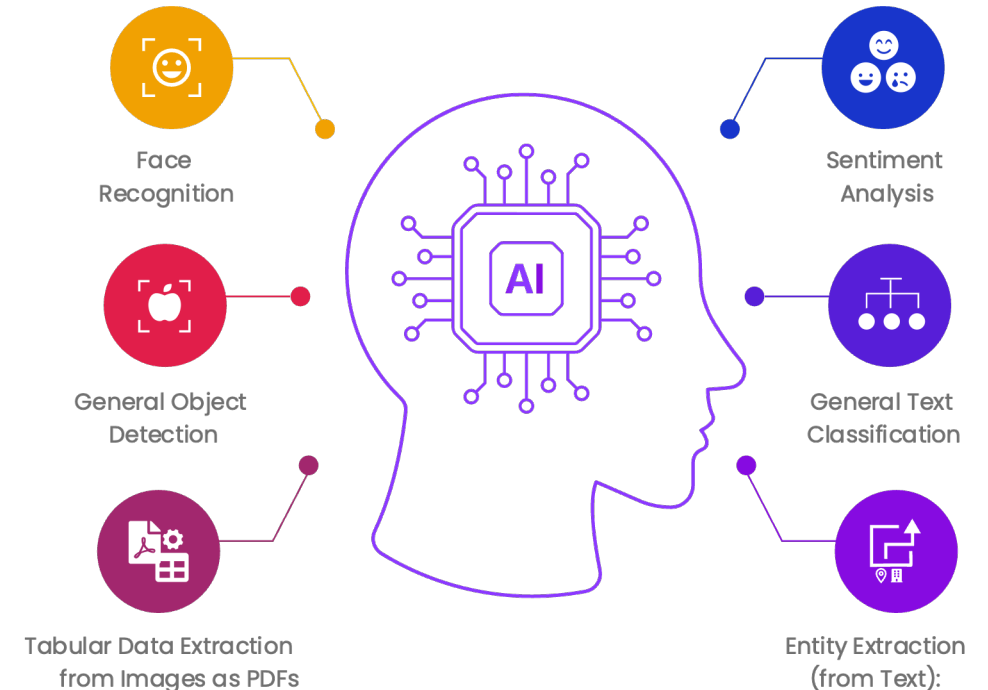 Face
Recognition
Sentiment
Analysis
AI
General Object
Detection
General Text
Classification
Tabular Data Extraction
from Images as PDFs
Entity Extraction
(from Text):